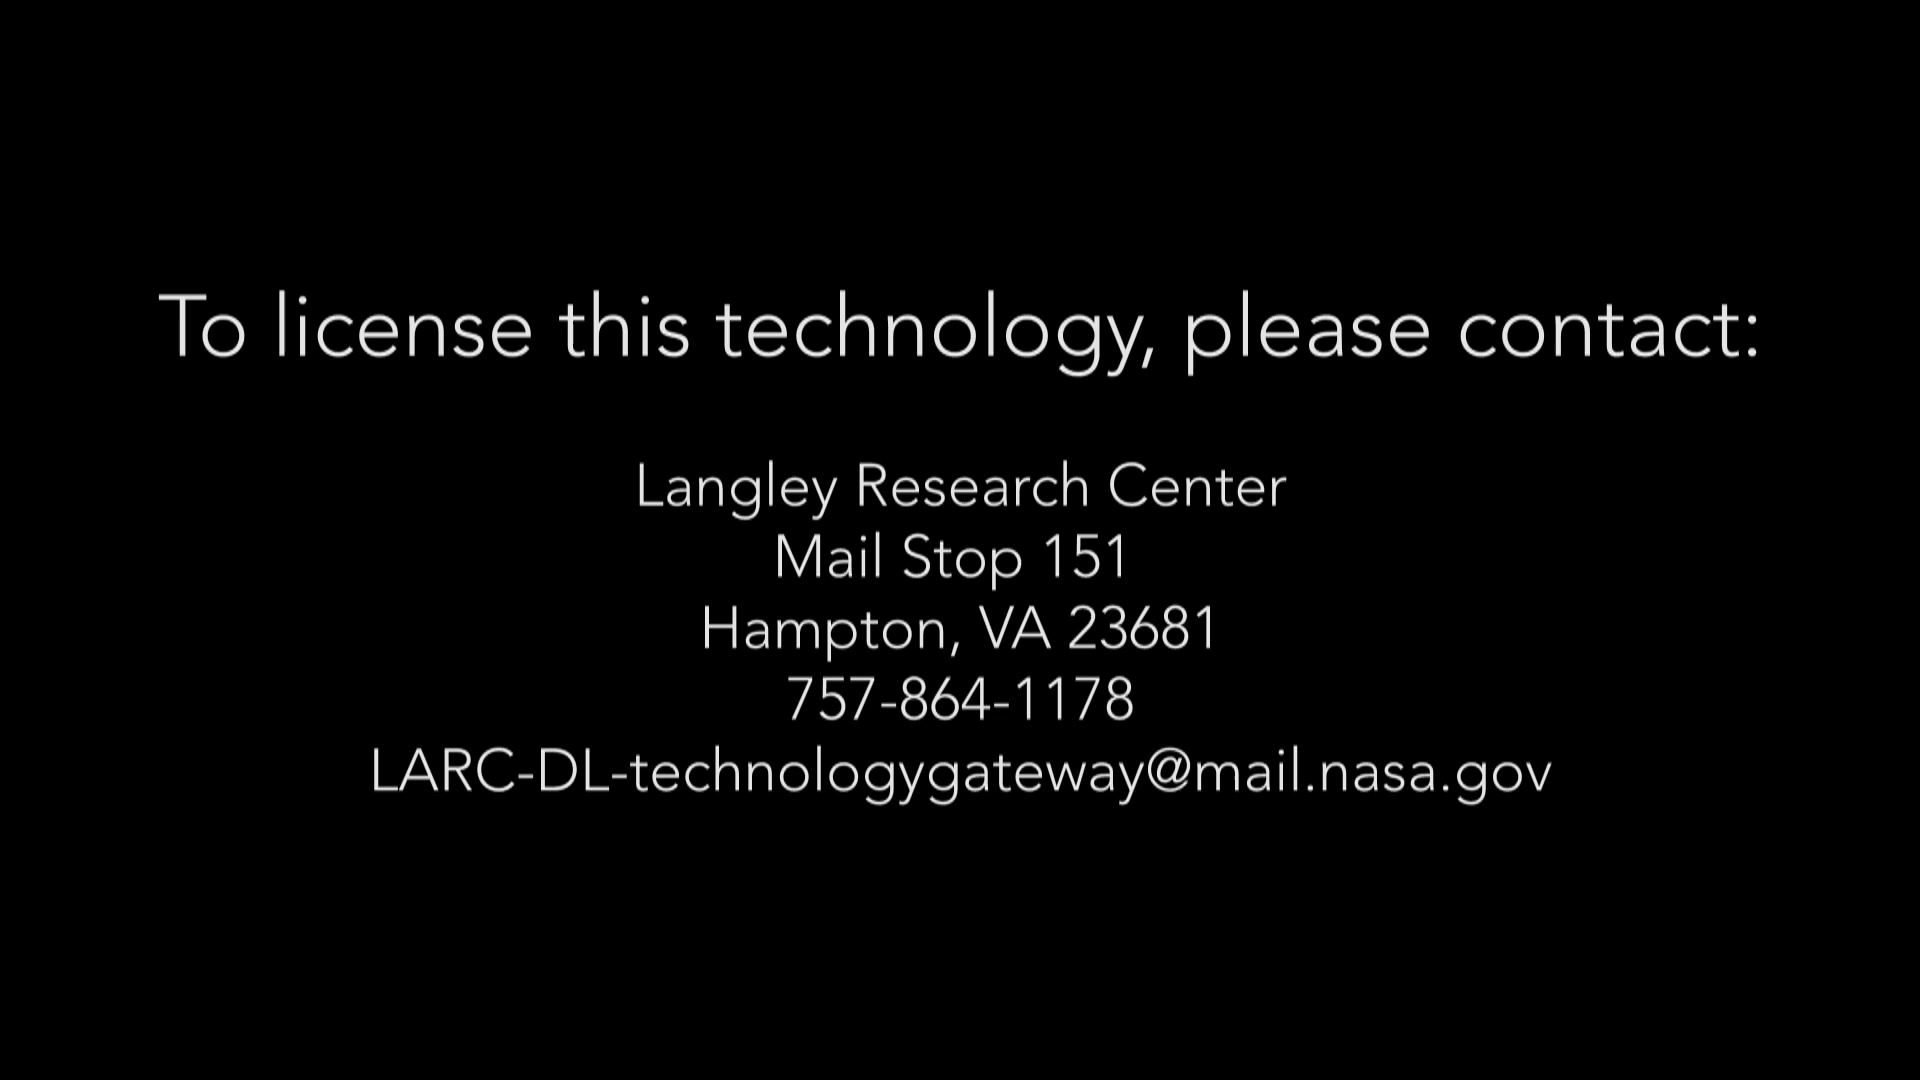 To license this technology, please contact:
Langley Research Center
Mail Stop 151
Hampton, VA 23681
757-864-1178
LARC-DL-technologygateway@mail.nasa.gov